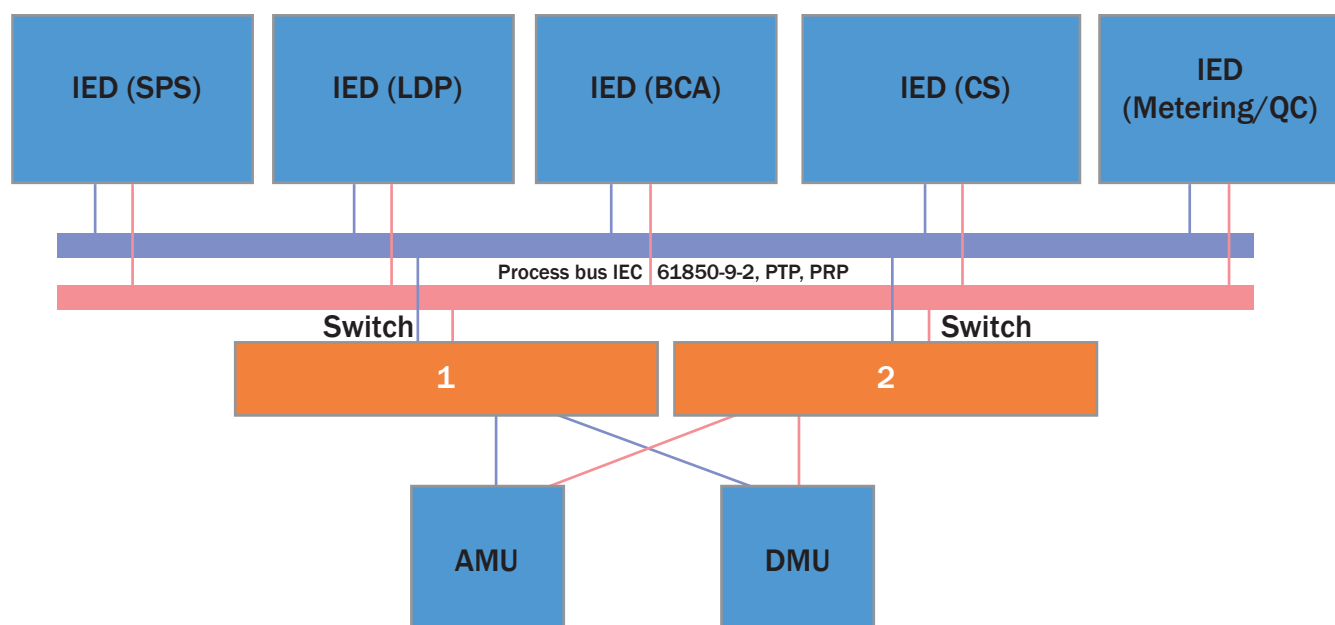 IED (SPS)
IED (LDP)
IED (BCA)
IED (CS)
IED
(Metering/QC)
Process bus IEC 61850-9-2, PTP, PRP
Switch
Switch
1
2
AMU
DMU